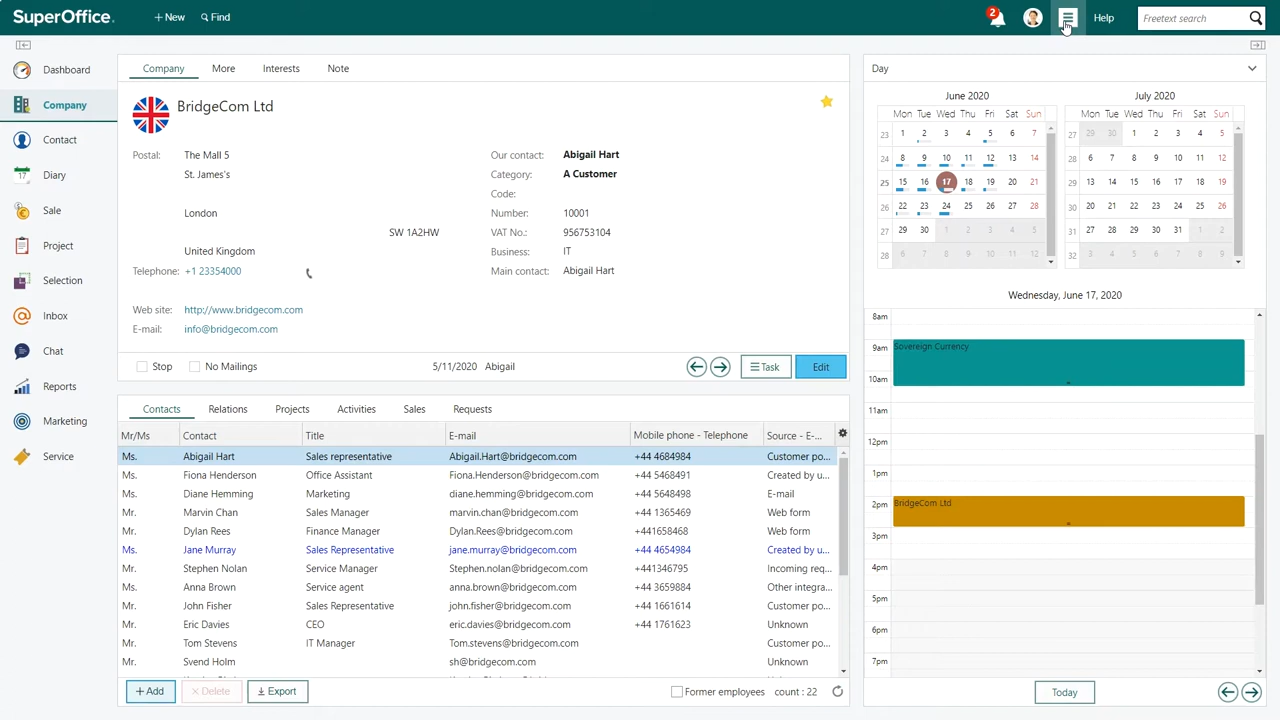 SuperOffice.
+ New
Find
2
Help
Freetext search
Dashboard
Company
Contact
Diary
Sale
Project
Selection
Inbox
Chat
Reports
Marketing
Service
Company More Interests Note
BridgeCom Ltd
Postal: The Mall 5
St. James's
London
SW 1A2HW
United Kingdom
Telephone: +1 23354000
Web site: http://www.bridgecom.com
E-mail: info@bridgecom.com
Our contact: Abigail Hart
Category: A Customer
Code:
Number: 10001
VAT No.: 956753104
Business: IT
Main contact: Abigail Hart
Stop No Mailings 5/11/2020 Abigail Task Edit
Contacts Relations Projects Activities Sales Requests
Mr/Ms Contact Title E-mail Mobile phone - Telephone Source - E-...
Ms. Abigail Hart Sales representative Abigail.Hart@bridgecom.com +44 4684984 Customer po...
Ms. Fiona Henderson Office Assistant Fiona.Henderson@bridgecom.com +44 5468491 Created by u...
Ms. Diane Hemming Marketing diane.hemming@bridgecom.com +44 5648498 E-mail
Mr. Marvin Chan Sales Manager marvin.chan@bridgecom.com +44 1365469 Web form
Mr. Dylan Rees Finance Manager Dylan.Rees@bridgecom.com +441658468 Web form
Ms. Jane Murray Sales Representative jane.murray@bridgecom.com +44 4654984 Created by u...
Mr. Stephen Nolan Service Manager Stephen.nolan@bridgecom.com +441346795 Incoming req...
Ms. Anna Brown Service agent anna.brown@bridgecom.com +44 3659884 Other integra...
Mr. John Fisher Sales Representative john.fisher@bridgecom.com +44 1661614 Customer po...
Mr. Eric Davies CEO eric.davies@bridgecom.com +44 1761623 Unknown
Mr. Tom Stevens IT Manager Tom.stevens@bridgecom.com Customer po...
Mr. Svend Holm sh@bridgecom.com Unknown
+ Add Delete Export Former employees count : 22
Day
June 2020
Mon Tue Wed Thu Fri Sat Sun
23 1 2 3 4 5 6 7
24 8 9 10 11 12 13 14
25 15 16 17 18 19 20 21
26 22 23 24 25 26 27 28
27 29 30 1 2 3 4 5
28 6 7 8 9 10 11 12
July 2020
Mon Tue Wed Thu Fri Sat Sun
27 29 30 1 2 3 4 5
28 6 7 8 9 10 11 12
29 13 14 15 16 17 18 19
30 20 21 22 23 24 25 26
31 27 28 29 30 31 1 2
32 3 4 5 6 7 8 9
Wednesday, June 17, 2020
8am
9am Sovereign Currency
10am
11am
12pm
1pm
2pm BridgeCom Ltd
3pm
4pm
5pm
6pm
7pm
Today